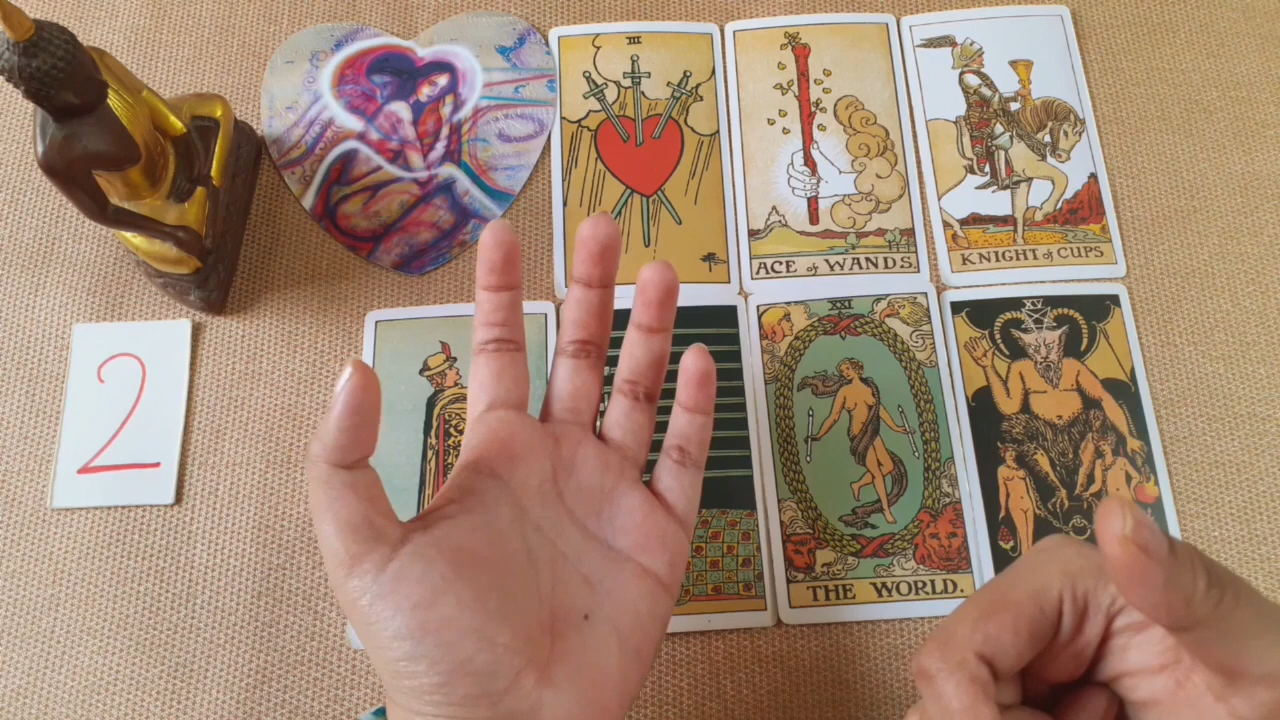 III
ACE of WANDS.
KNIGHT of CUPS
2
XXI
THE WORLD.
XV